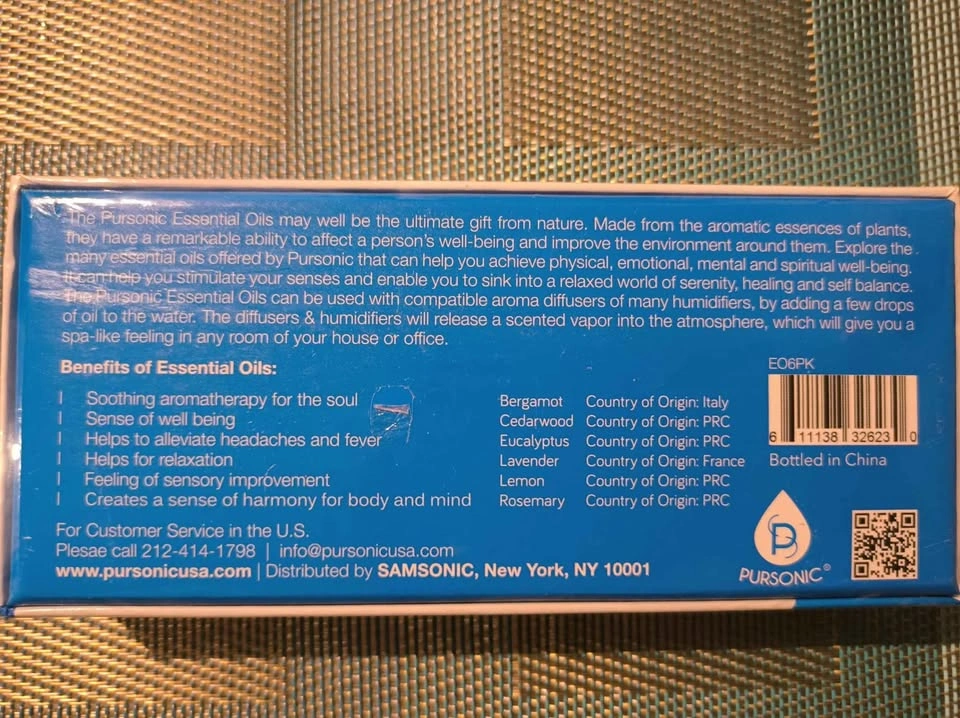 The Pursonic Essential Oils may well be the ultimate gift from nature. Made from the aromatic essences of plants,
they have a remarkable ability to affect a person's well-being and improve the environment around them. Explore the
many essential oils offered by Pursonic that can help you achieve physical, emotional, mental and spiritual well-being.
It can help you stimulate your senses and enable you to sink into a relaxed world of serenity, healing and self balance.
The Pursonic Essential Oils can be used with compatible aroma diffusers of many humidifiers, by adding a few drops
of oil to the water. The diffusers & humidifiers will release a scented vapor into the atmosphere, which will give you a
spa-like feeling in any room of your house or office.
Benefits of Essential Oils:
l Soothing aromatherapy for the soul
l Sense of well being
l Helps to alleviate headaches and fever
l Helps for relaxation
l Feeling of sensory improvement
l Creates a sense of harmony for body and mind
Bergamot Country of Origin: Italy
Cedarwood Country of Origin: PRC
Eucalyptus Country of Origin: PRC
Lavender Country of Origin: France
Lemon Country of Origin: PRC
Rosemary Country of Origin: PRC
EO6PK
6 11138 32623 0
Bottled in China
For Customer Service in the U.S.
Plesae call 212-414-1798 | info@pursonicusa.com
www.pursonicusa.com | Distributed by SAMSONIC, New York, NY 10001
PURSONIC®